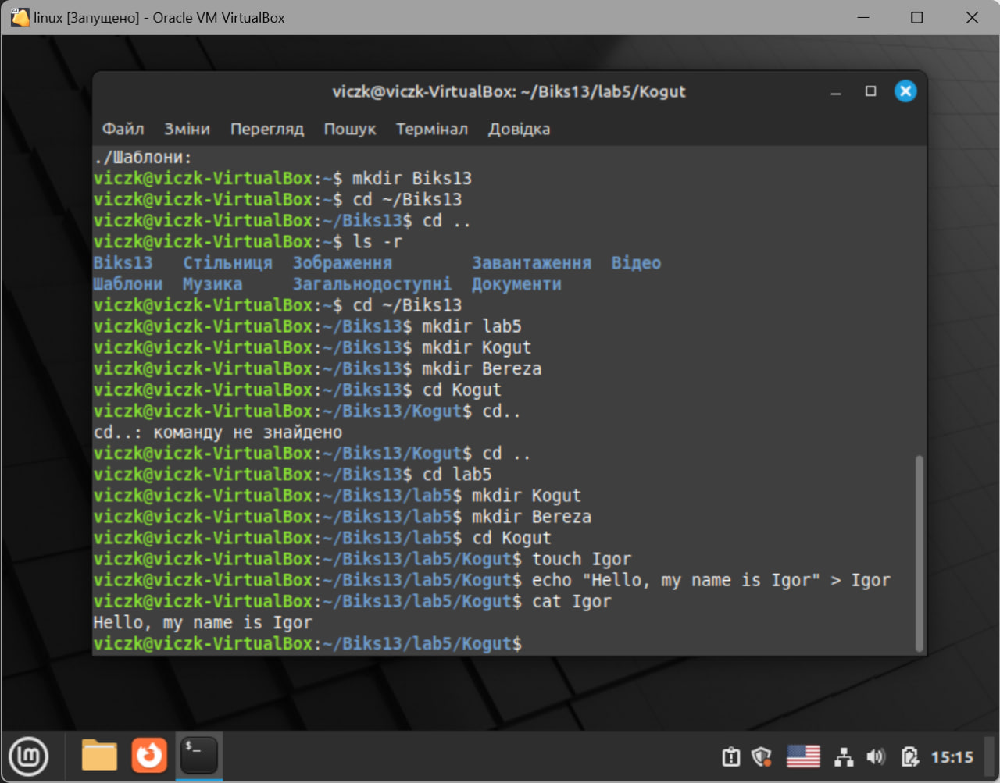 linux [Запущено] - Oracle VM VirtualBox
viczk@viczk-VirtualBox: ~/Biks13/lab5/Kogut
Файл Зміни Перегляд Пошук Термінал Довідка
./Шаблони:
viczk@viczk-VirtualBox:~$ mkdir Biks13
viczk@viczk-VirtualBox:~$ cd ~/Biks13
viczk@viczk-VirtualBox:~/Biks13$ cd ..
viczk@viczk-VirtualBox:~$ ls -r
Biks13 Стільниця Зображення Завантаження Відео
Шаблони Музика Загальнодоступні Документи
viczk@viczk-VirtualBox:~$ cd ~/Biks13
viczk@viczk-VirtualBox:~/Biks13$ mkdir lab5
viczk@viczk-VirtualBox:~/Biks13$ mkdir Kogut
viczk@viczk-VirtualBox:~/Biks13$ mkdir Bereza
viczk@viczk-VirtualBox:~/Biks13$ cd Kogut
viczk@viczk-VirtualBox:~/Biks13/Kogut$ cd..
cd..: команду не знайдено
viczk@viczk-VirtualBox:~/Biks13/Kogut$ cd ..
viczk@viczk-VirtualBox:~/Biks13$ cd lab5
viczk@viczk-VirtualBox:~/Biks13/lab5$ mkdir Kogut
viczk@viczk-VirtualBox:~/Biks13/lab5$ mkdir Bereza
viczk@viczk-VirtualBox:~/Biks13/lab5$ cd Kogut
viczk@viczk-VirtualBox:~/Biks13/lab5/Kogut$ touch Igor
viczk@viczk-VirtualBox:~/Biks13/lab5/Kogut$ echo "Hello, my name is Igor" > Igor
viczk@viczk-VirtualBox:~/Biks13/lab5/Kogut$ cat Igor
Hello, my name is Igor
viczk@viczk-VirtualBox:~/Biks13/lab5/Kogut$
15:15